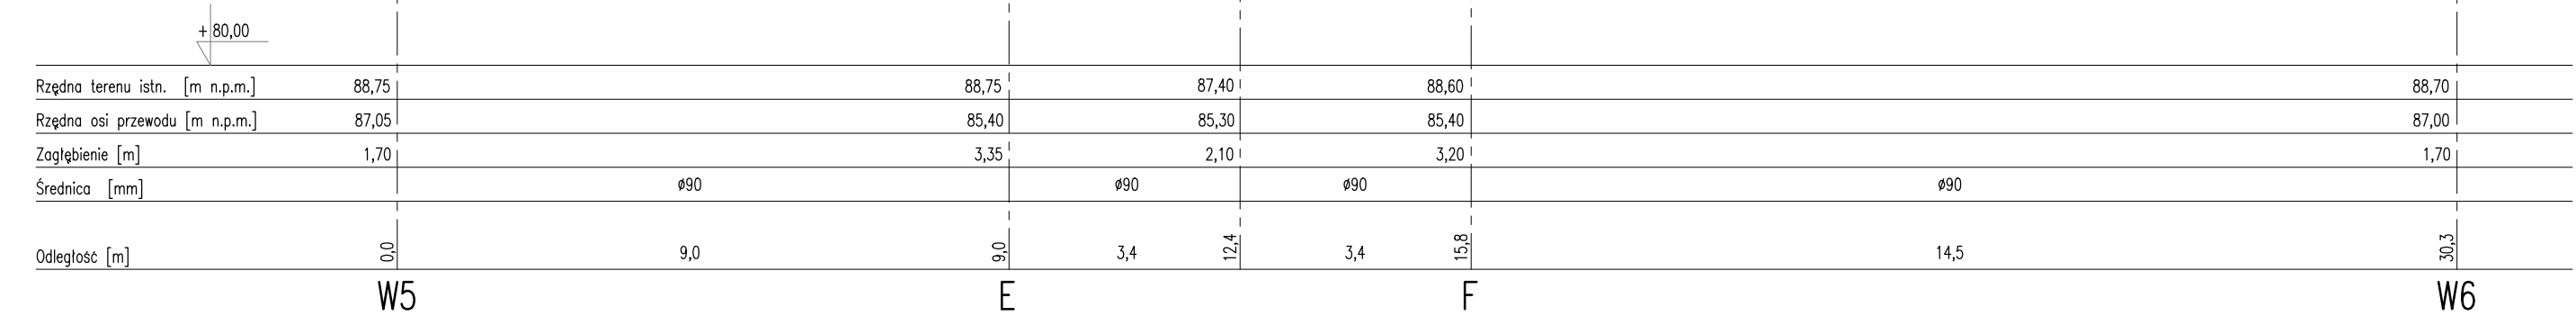 + 80,00
Rzędna terenu istn. [m n.p.m.] 88,75 88,75 87,40 88,60 88,70
Rzędna osi przewodu [m n.p.m.] 87,05 85,40 85,30 85,40 87,00
Zagłębienie [m] 1,70 3,35 2,10 3,20 1,70
Średnica [mm] ø90 ø90 ø90 ø90
Odległość [m] 0,0 9,0 9,0 3,4 12,4 3,4 15,8 14,5 30,3
W5 E F W6